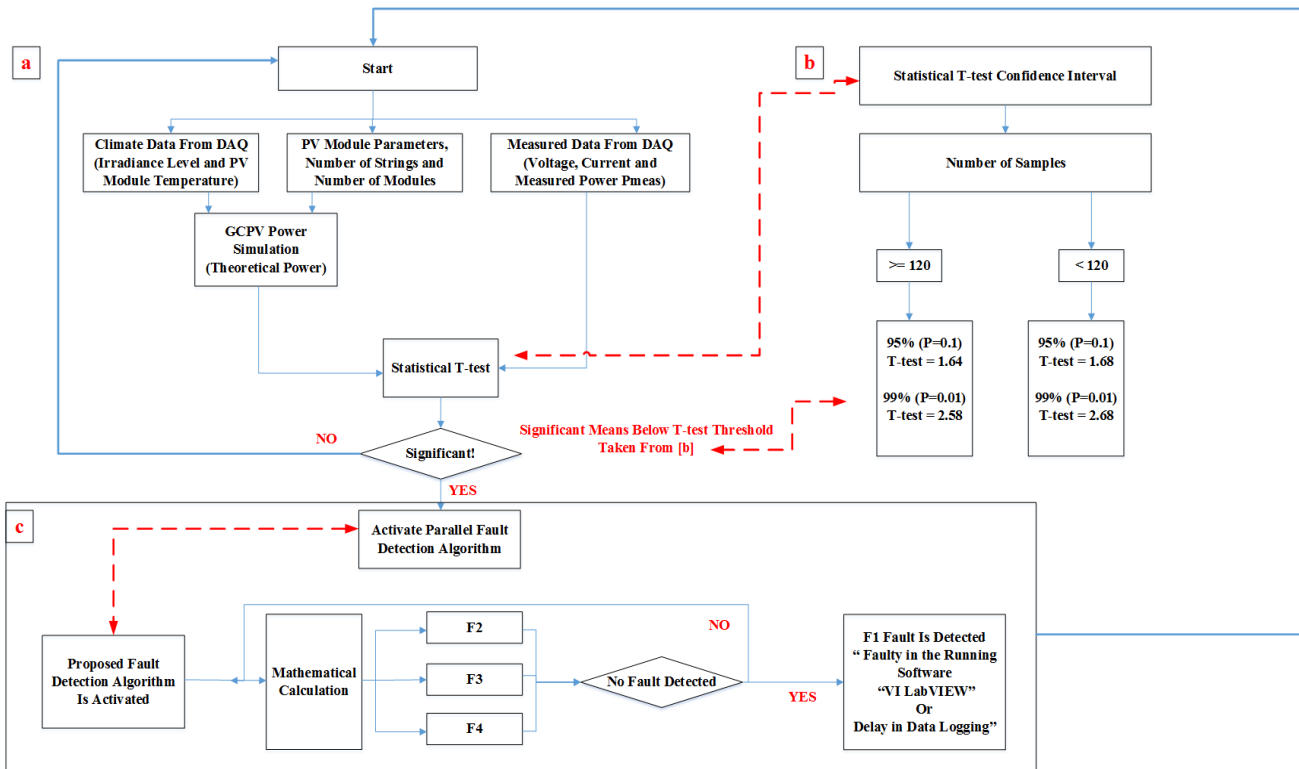 a
Start
Climate Data From DAQ
(Irradiance Level and PV
Module Temperature)
PV Module Parameters,
Number of Strings and
Number of Modules
Measured Data From DAQ
(Voltage, Current and
Measured Power Pmeas)
GCPV Power
Simulation
(Theoretical Power)
Statistical T-test
Significant!
NO
YES
b
Statistical T-test Confidence Interval
Number of Samples
>= 120
< 120
95% (P=0.1)
T-test = 1.64
99% (P=0.01)
T-test = 2.58
95% (P=0.1)
T-test = 1.68
99% (P=0.01)
T-test = 2.68
Significant Means Below T-test Threshold
Taken From [b]
c
Activate Parallel Fault
Detection Algorithm
Proposed Fault
Detection Algorithm
Is Activated
Mathematical
Calculation
F2
F3
F4
No Fault Detected
NO
YES
F1 Fault Is Detected
“ Faulty in the Running
Software
“VI LabVIEW”
Or
Delay in Data Logging”